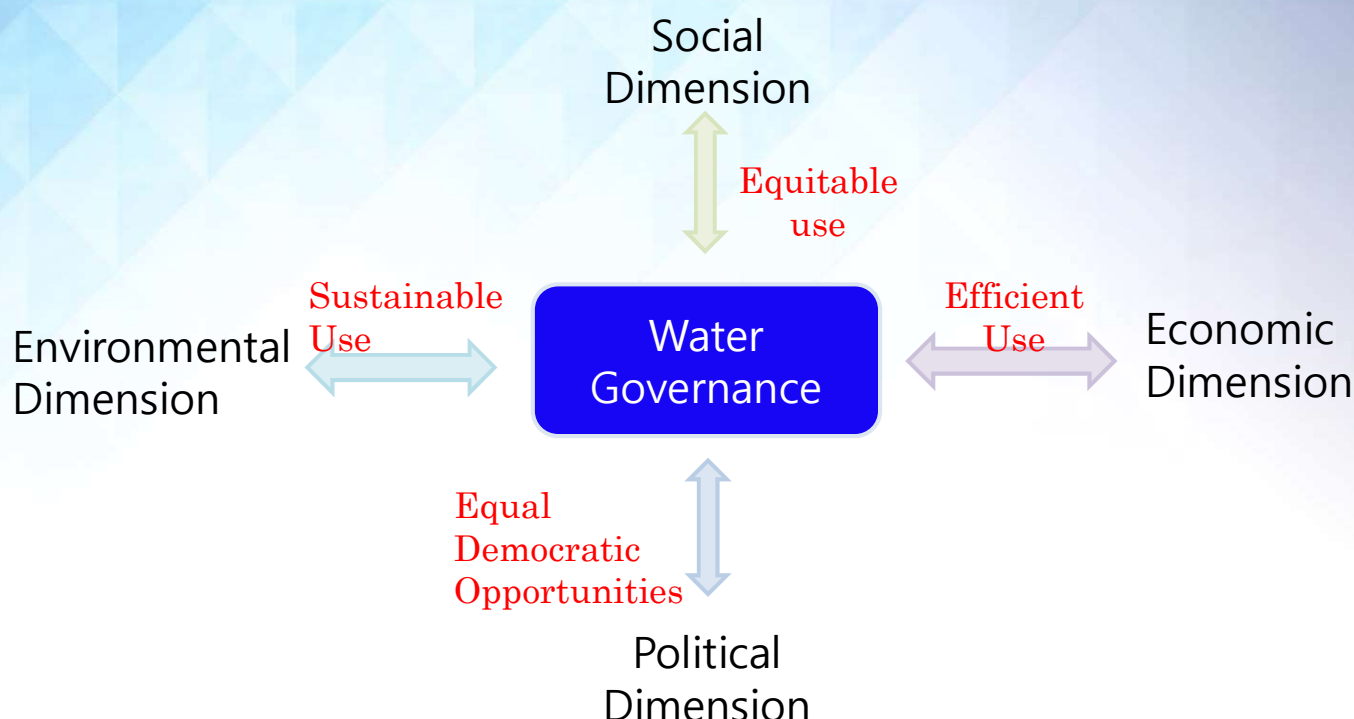 Social
Dimension
Equitable
use
Sustainable
Use
Efficient
Use
Environmental
Dimension
Water
Governance
Economic
Dimension
Equal
Democratic
Opportunities
Political
Dimension